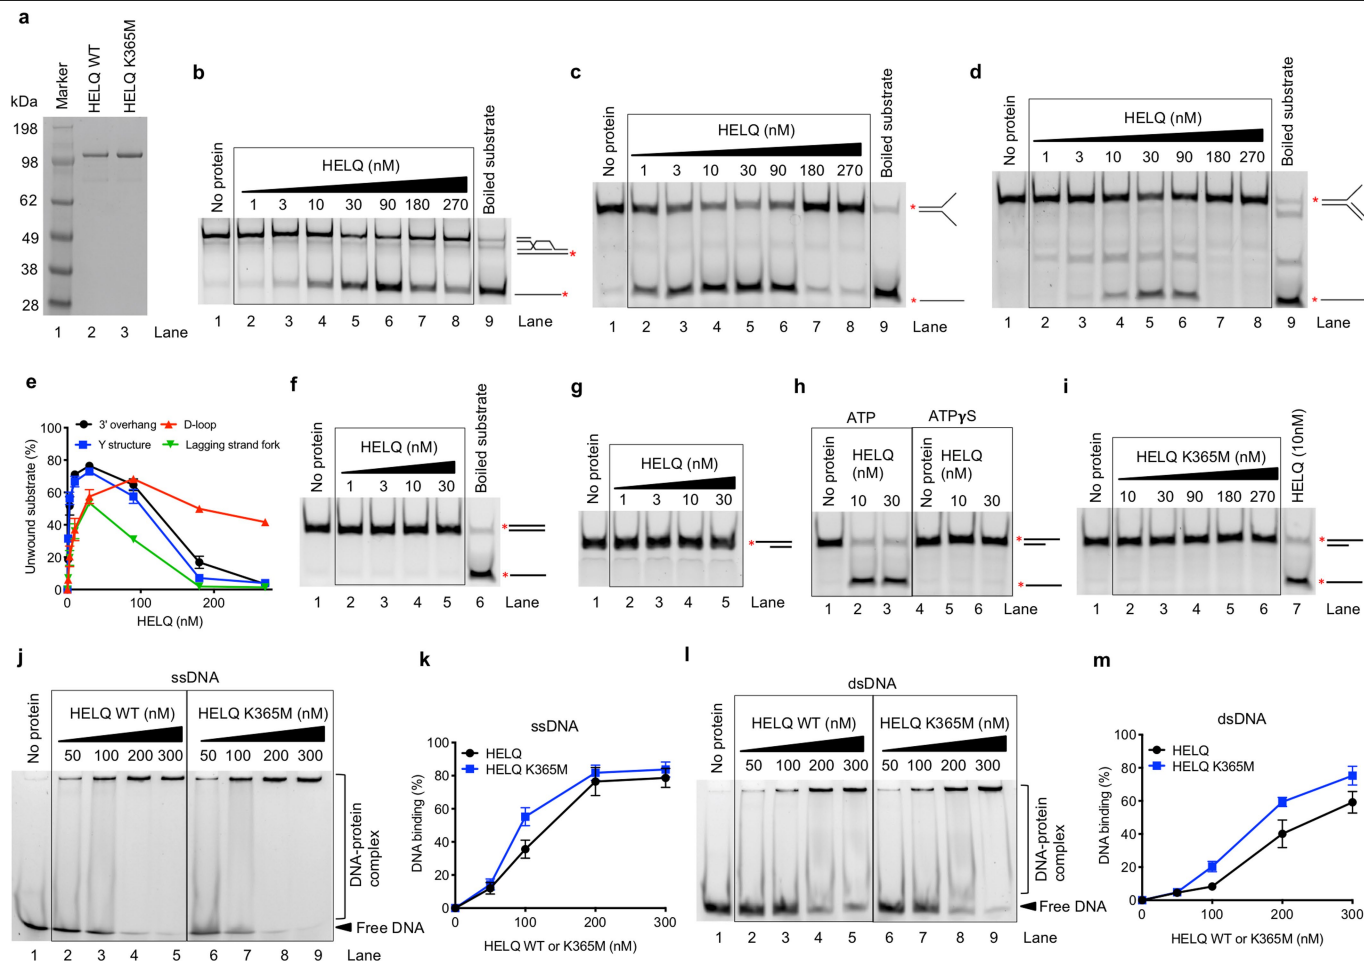 a
kDa
Marker
HELQ WT
HELQ K365M
198
98
62
49
38
28
1 2 3 Lane
b
No protein
HELQ (nM)
Boiled substrate
1 3 10 30 90 180 270
*
*
1 2 3 4 5 6 7 8 9 Lane
c
No protein
HELQ (nM)
Boiled substrate
1 3 10 30 90 180 270
*
*
1 2 3 4 5 6 7 8 9 Lane
d
No protein
HELQ (nM)
Boiled substrate
1 3 10 30 90 180 270
*
*
1 2 3 4 5 6 7 8 9 Lane
e
3' overhang D-loop
Y structure Lagging strand fork
Unwound substrate (%)
100
80
60
40
20
0
0 100 200
HELQ (nM)
f
No protein
HELQ (nM)
Boiled substrate
1 3 10 30
*
*
1 2 3 4 5 6 Lane
g
No protein
HELQ (nM)
1 3 10 30
*
1 2 3 4 5 Lane
h
ATP ATPγS
No protein
HELQ (nM)
10 30
No protein
HELQ (nM)
10 30
*
*
1 2 3 4 5 6 Lane
i
No protein
HELQ K365M (nM)
HELQ (10nM)
10 30 90 180 270
*
*
1 2 3 4 5 6 7 Lane
j
ssDNA
No protein
HELQ WT (nM) HELQ K365M (nM)
50 100 200 300 50 100 200 300
DNA-protein complex
Free DNA
1 2 3 4 5 6 7 8 9 Lane
k
ssDNA
HELQ
HELQ K365M
DNA binding (%)
100
80
60
40
20
0
0 100 200 300
HELQ WT or K365M (nM)
l
dsDNA
No protein
HELQ WT (nM) HELQ K365M (nM)
50 100 200 300 50 100 200 300
DNA-protein complex
Free DNA
1 2 3 4 5 6 7 8 9 Lane
m
dsDNA
HELQ
HELQ K365M
DNA binding (%)
100
80
60
40
20
0
0 100 200 300
HELQ WT or K365M (nM)